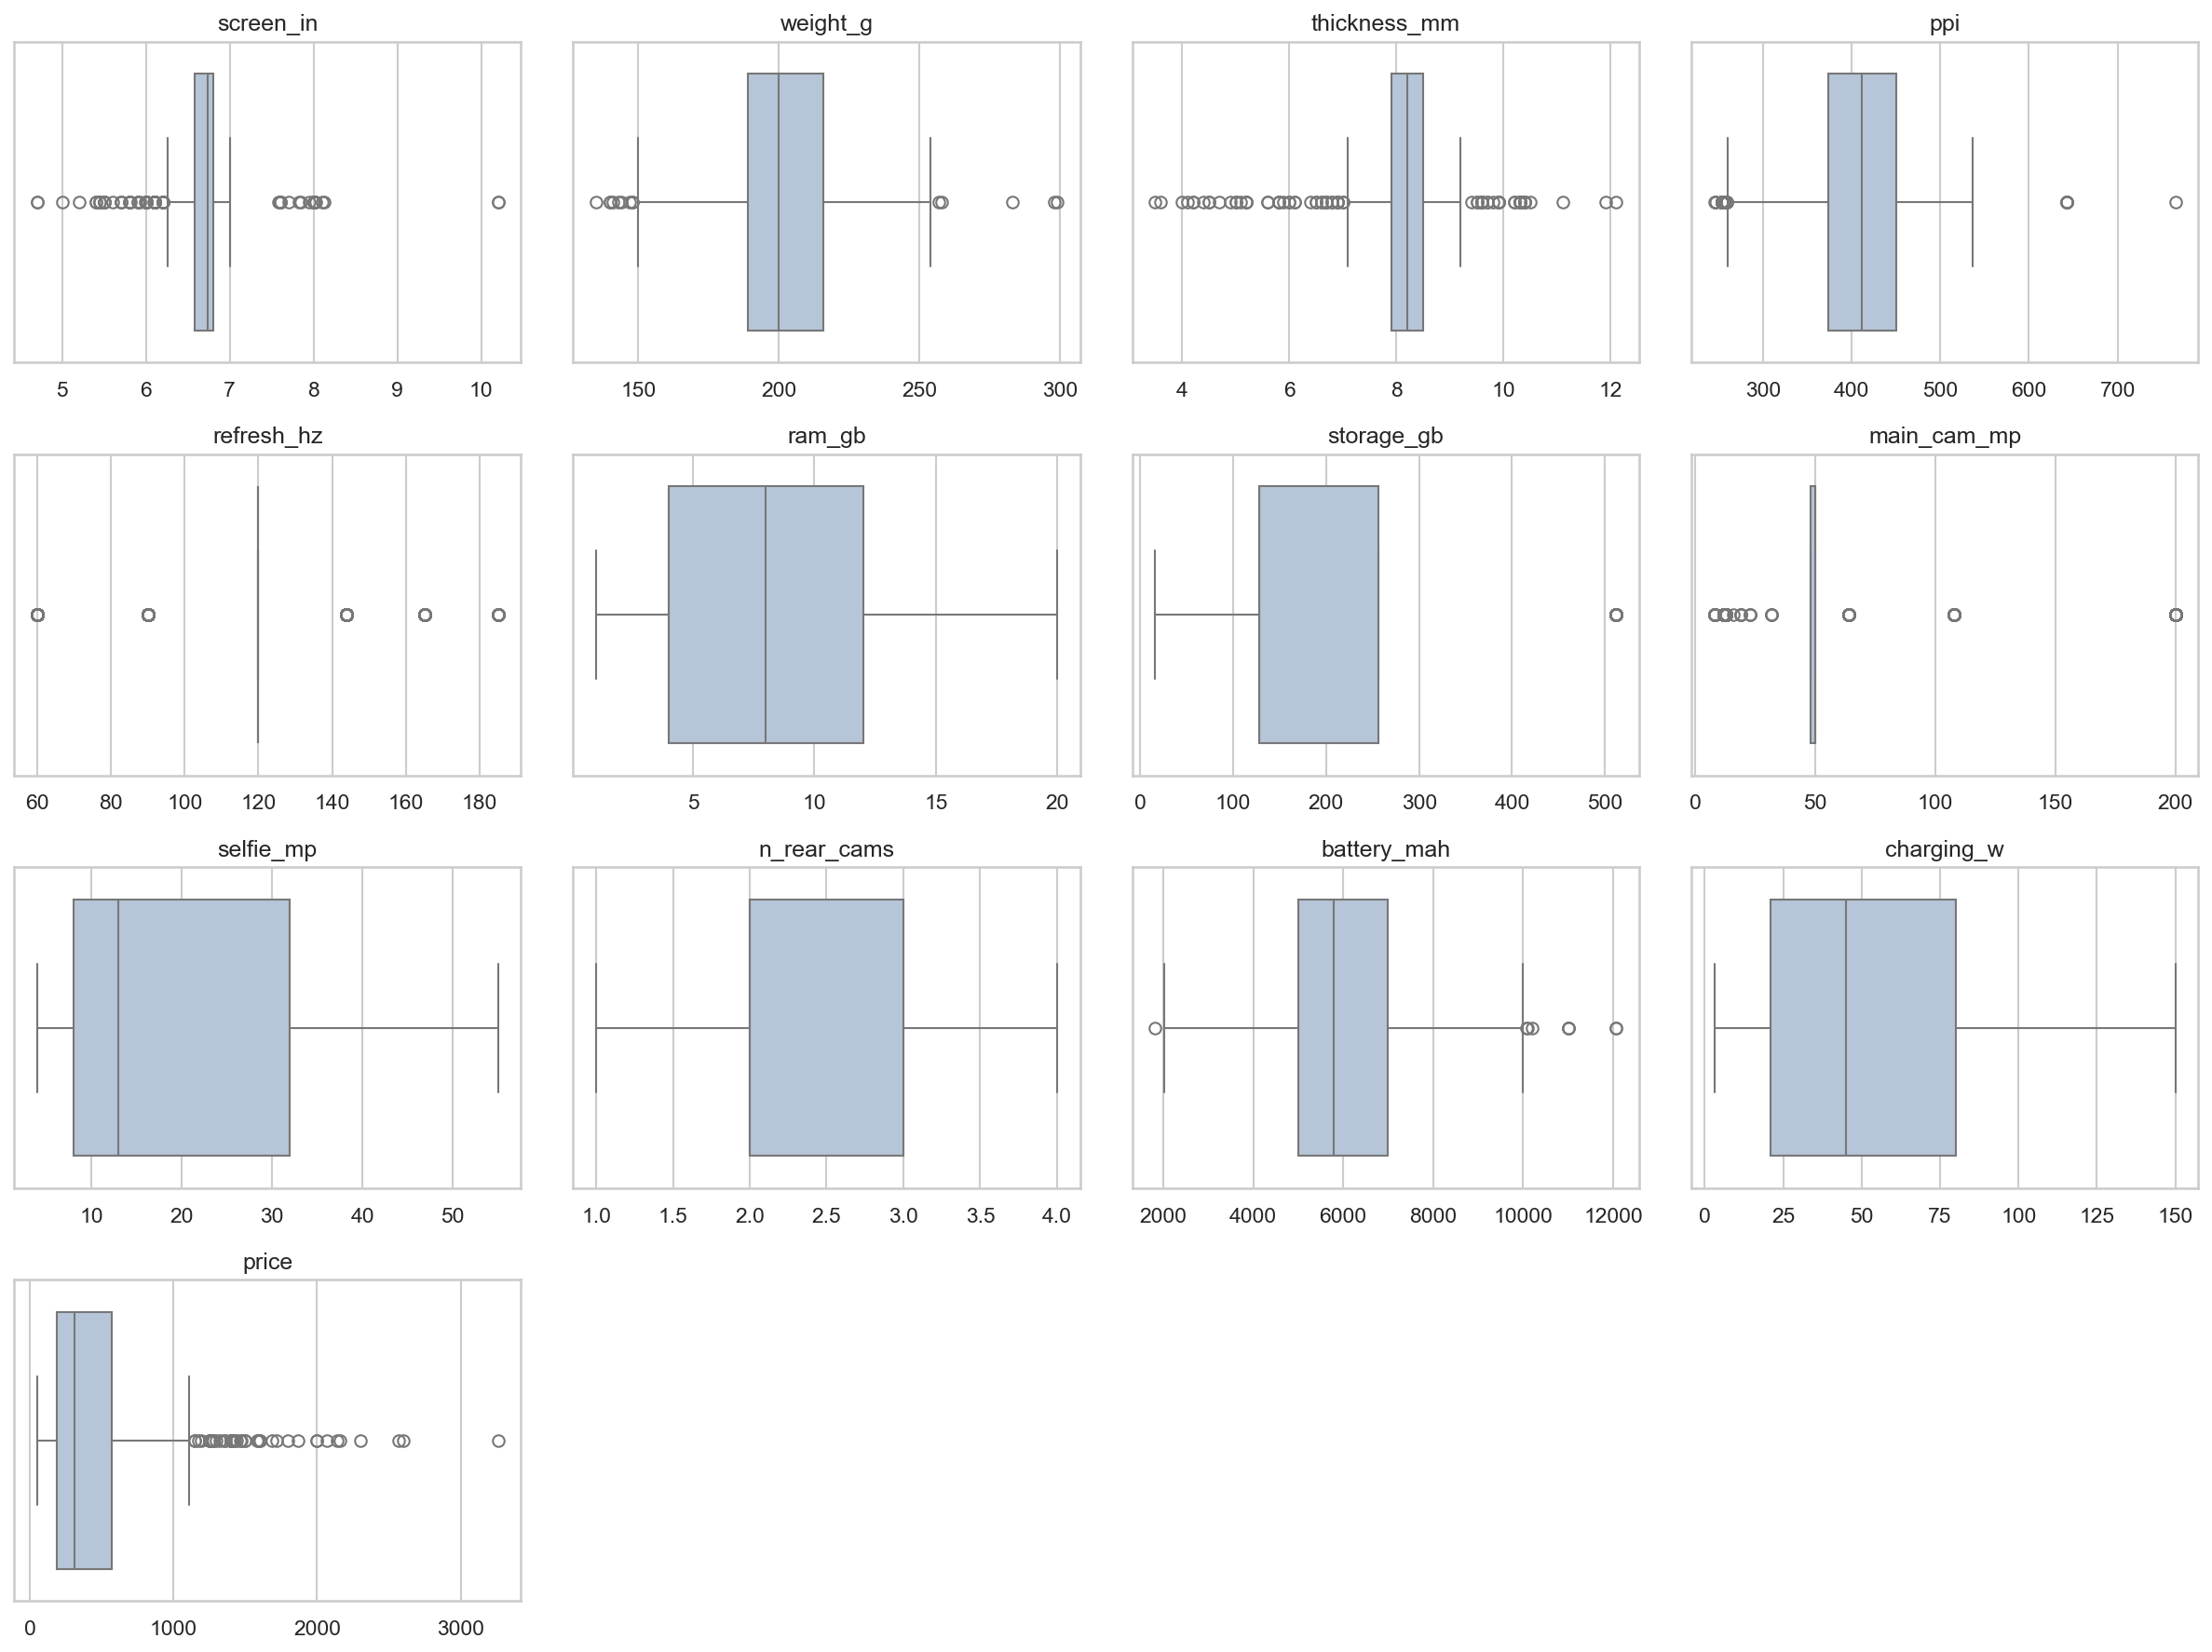 screen_in weight_g thickness_mm ppi
5 6 7 8 9 10 150 200 250 300 4 6 8 10 12 300 400 500 600 700
refresh_hz ram_gb storage_gb main_cam_mp
60 80 100 120 140 160 180 5 10 15 20 0 100 200 300 400 500 0 50 100 150 200
selfie_mp n_rear_cams battery_mah charging_w
10 20 30 40 50 1.0 1.5 2.0 2.5 3.0 3.5 4.0 2000 4000 6000 8000 10000 12000 0 25 50 75 100 125 150
price
0 1000 2000 3000